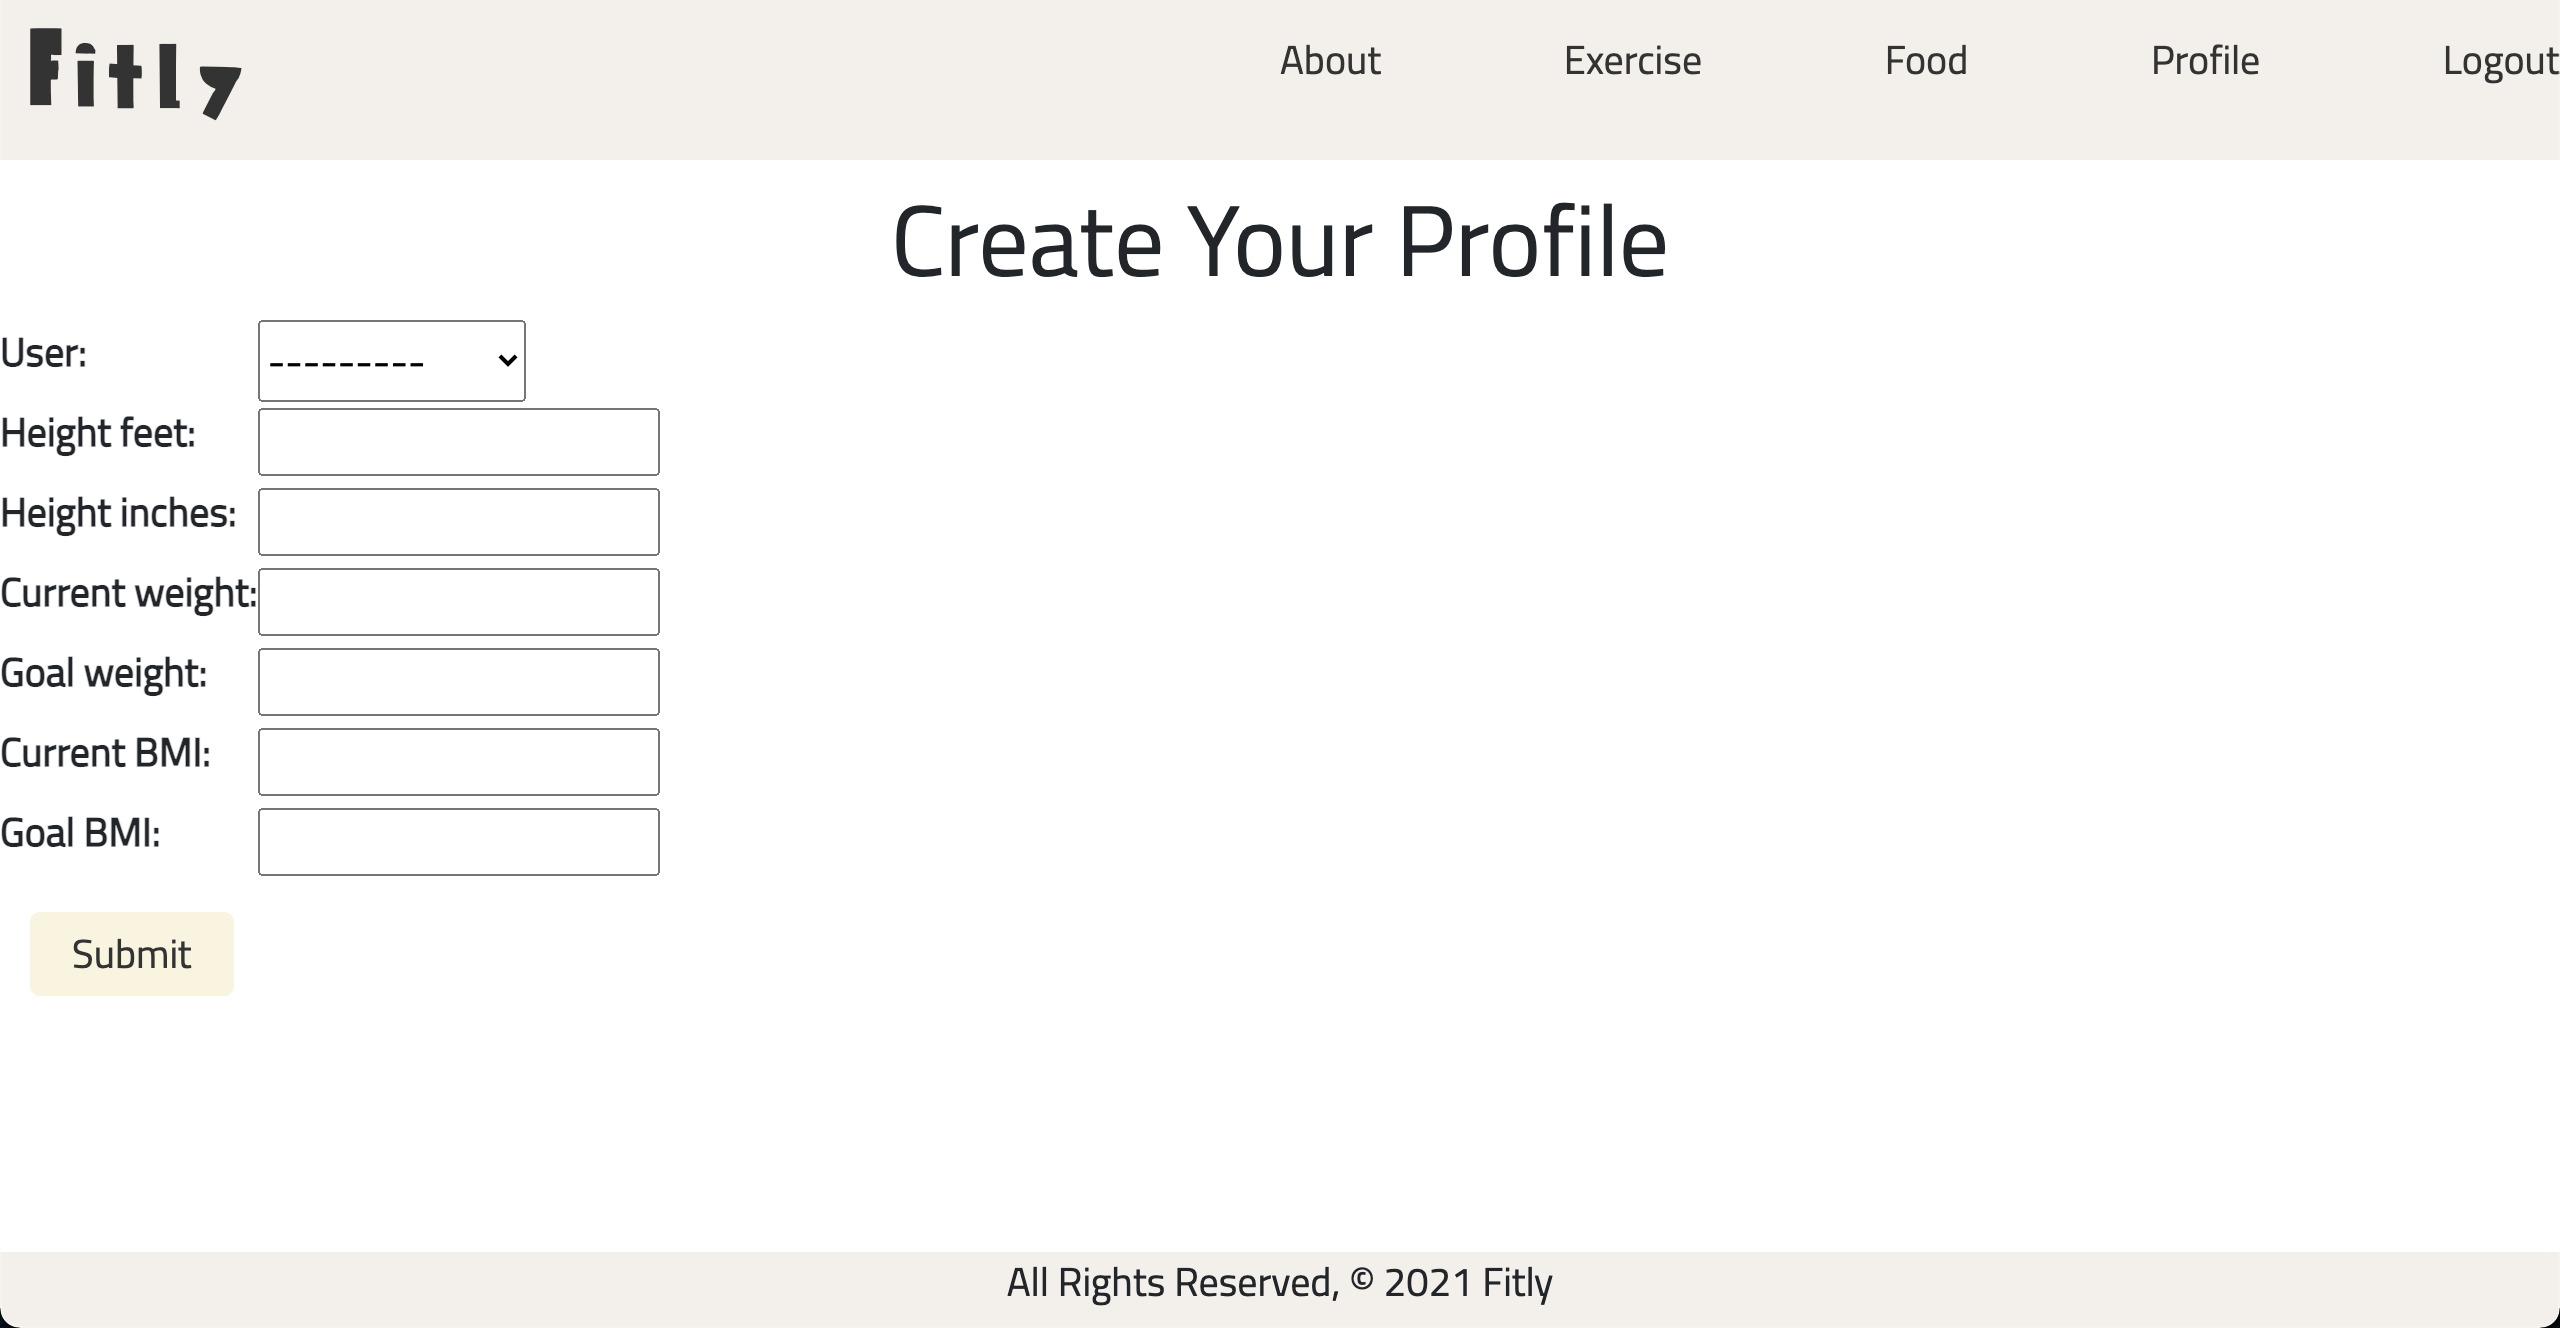 Fitly
About Exercise Food Profile Logout
Create Your Profile
User: ---------
Height feet:
Height inches:
Current weight:
Goal weight:
Current BMI:
Goal BMI:
Submit
All Rights Reserved, © 2021 Fitly